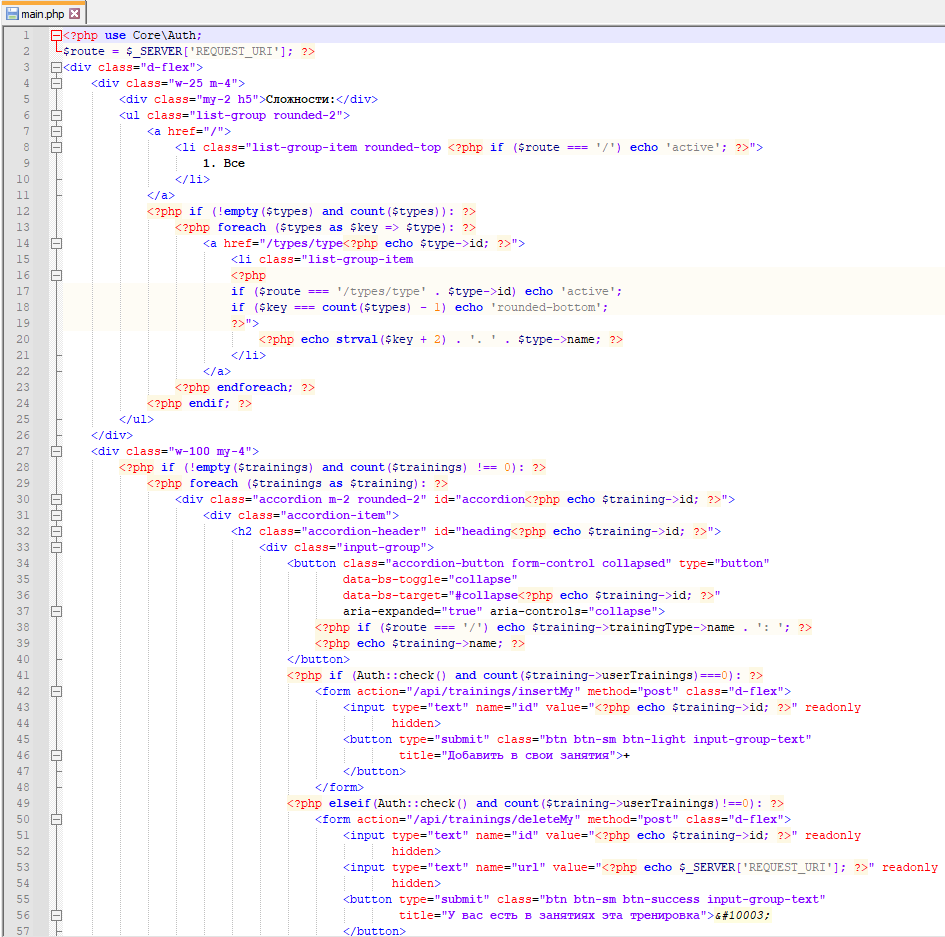 main.php
1 <?php use Core\Auth;
2 $route = $_SERVER['REQUEST_URI']; ?>
3 <div class="d-flex">
4 <div class="w-25 m-4">
5 <div class="my-2 h5">Сложности:</div>
6 <ul class="list-group rounded-2">
7 <a href="/">
8 <li class="list-group-item rounded-top <?php if ($route === '/') echo 'active'; ?>">
9 1. Все
10 </li>
11 </a>
12 <?php if (!empty($types) and count($types)): ?>
13 <?php foreach ($types as $key => $type): ?>
14 <a href="/types/type<?php echo $type->id; ?>">
15 <li class="list-group-item
16 <?php
17 if ($route === '/types/type' . $type->id) echo 'active';
18 if ($key === count($types) - 1) echo 'rounded-bottom';
19 ?>">
20 <?php echo strval($key + 2) . '. ' . $type->name; ?>
21 </li>
22 </a>
23 <?php endforeach; ?>
24 <?php endif; ?>
25 </ul>
26 </div>
27 <div class="w-100 my-4">
28 <?php if (!empty($trainings) and count($trainings) !== 0): ?>
29 <?php foreach ($trainings as $training): ?>
30 <div class="accordion m-2 rounded-2" id="accordion<?php echo $training->id; ?>">
31 <div class="accordion-item">
32 <h2 class="accordion-header" id="heading<?php echo $training->id; ?>">
33 <div class="input-group">
34 <button class="accordion-button form-control collapsed" type="button"
35 data-bs-toggle="collapse"
36 data-bs-target="#collapse<?php echo $training->id; ?>"
37 aria-expanded="true" aria-controls="collapse">
38 <?php if ($route === '/') echo $training->trainingType->name . ': '; ?>
39 <?php echo $training->name; ?>
40 </button>
41 <?php if (Auth::check() and count($training->userTrainings)===0): ?>
42 <form action="/api/trainings/insertMy" method="post" class="d-flex">
43 <input type="text" name="id" value="<?php echo $training->id; ?>" readonly
44 hidden>
45 <button type="submit" class="btn btn-sm btn-light input-group-text"
46 title="Добавить в свои занятия">+
47 </button>
48 </form>
49 <?php elseif(Auth::check() and count($training->userTrainings)!==0): ?>
50 <form action="/api/trainings/deleteMy" method="post" class="d-flex">
51 <input type="text" name="id" value="<?php echo $training->id; ?>" readonly
52 hidden>
53 <input type="text" name="url" value="<?php echo $_SERVER['REQUEST_URI']; ?>" readonly
54 hidden>
55 <button type="submit" class="btn btn-sm btn-success input-group-text"
56 title="У вас есть в занятиях эта тренировка">&#10003;
57 </button>